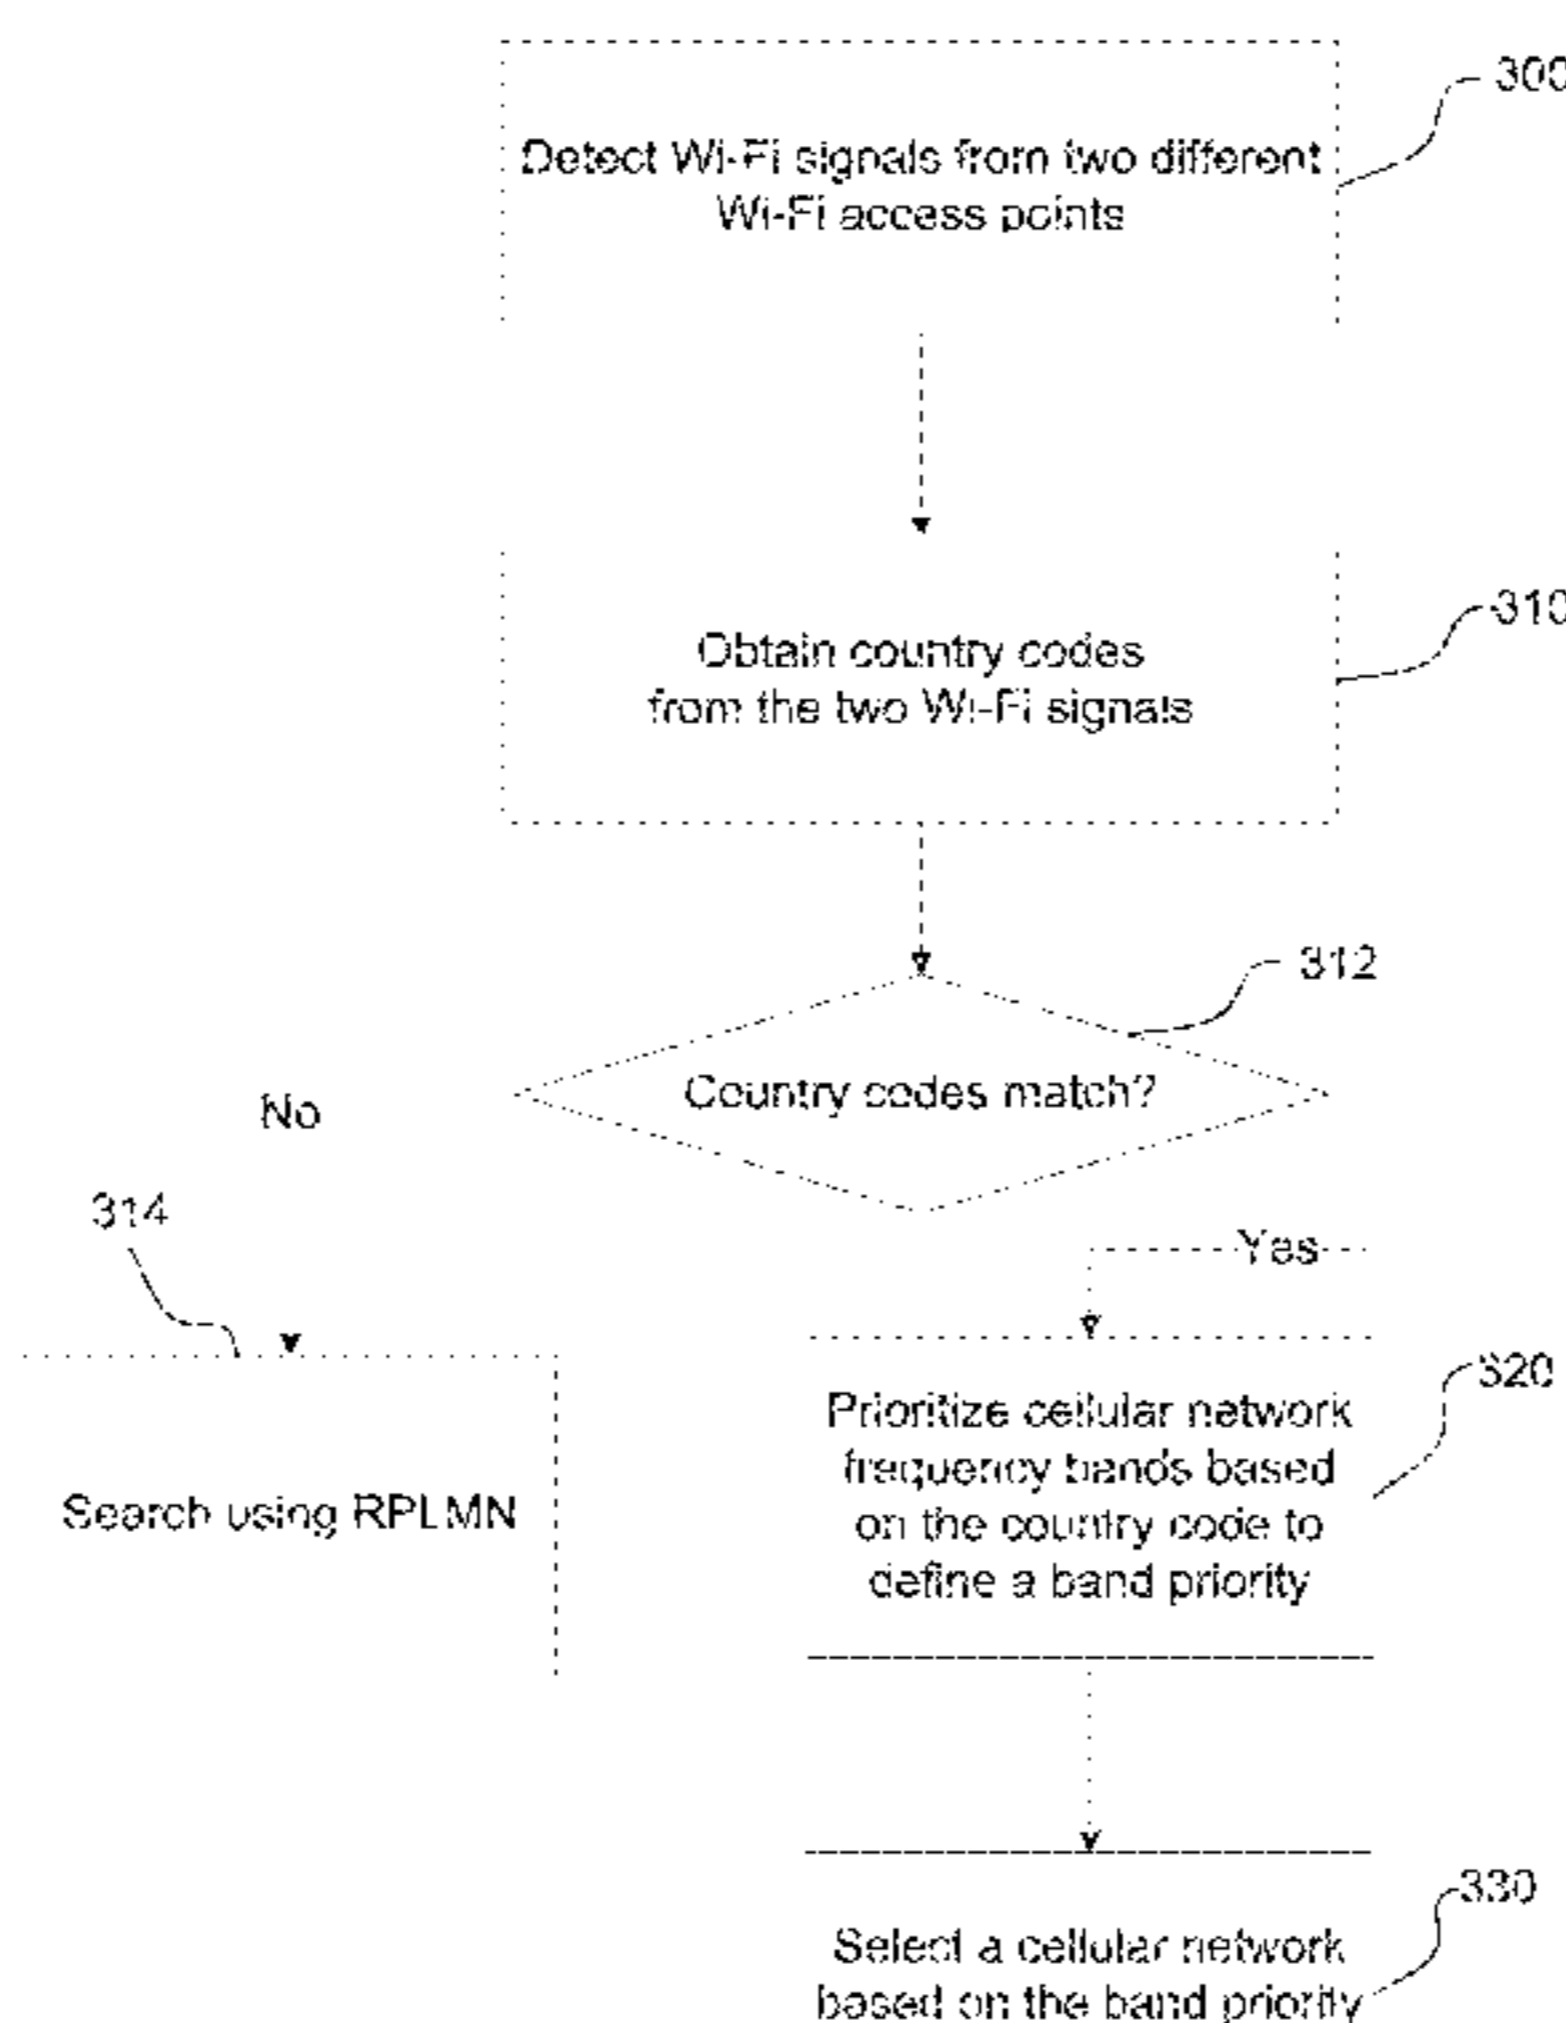 300
Detect Wi-Fi signals from two different
Wi-Fi access points
310
Obtain country codes
from the two Wi-Fi signals
312
Country codes match?
No
314
Yes
320
Search using RPLMN
Prioritize cellular network
frequency bands based
on the country code to
define a band priority
330
Select a cellular network
based on the band priority